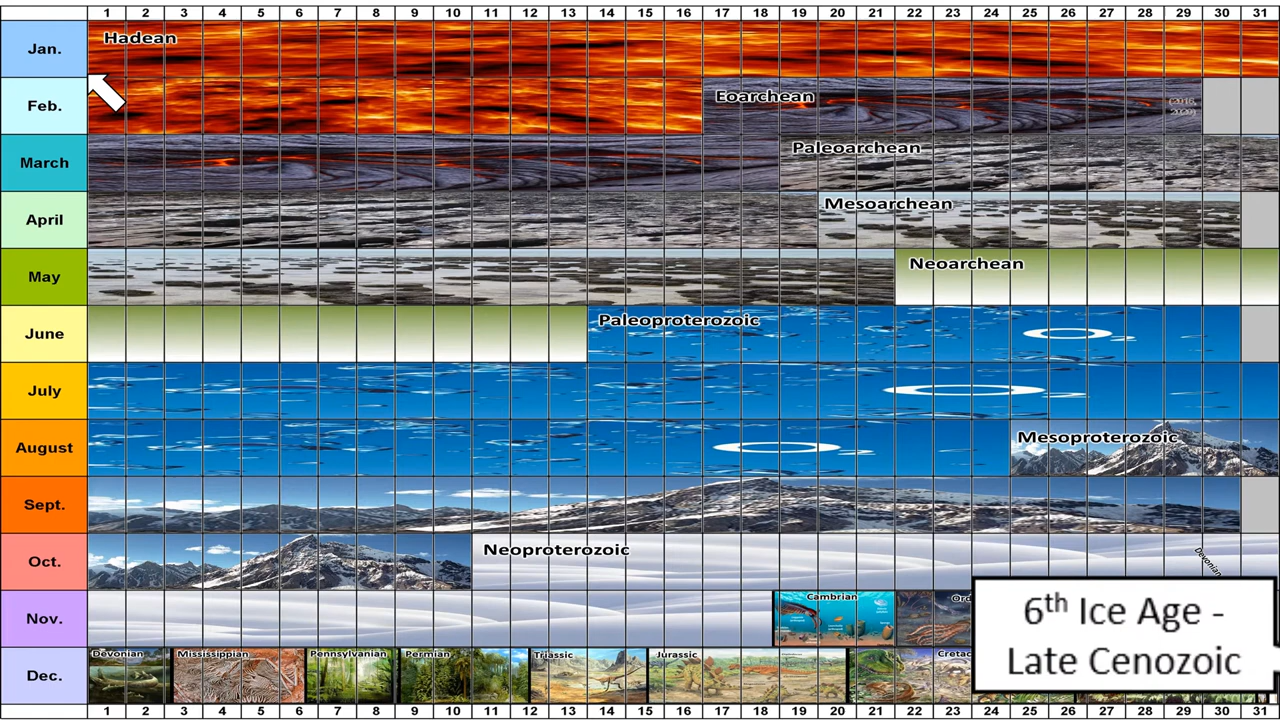 1 2 3 4 5 6 7 8 9 10 11 12 13 14 15 16 17 18 19 20 21 22 23 24 25 26 27 28 29 30 31
Jan.
Hadean
Feb.
Eoarchean
March
Paleoarchean
April
Mesoarchean
May
Neoarchean
June
Paleoproterozoic
July
August
Mesoproterozoic
Sept.
Oct.
Neoproterozoic
Devonian
Nov.
Cambrian
Ord
6th Ice Age -
Late Cenozoic
Dec.
Devonian Mississippian Pennsylvanian Permian Triassic Jurassic Cretac
1 2 3 4 5 6 7 8 9 10 11 12 13 14 15 16 17 18 19 20 21 22 23 24 25 26 27 28 29 30 31